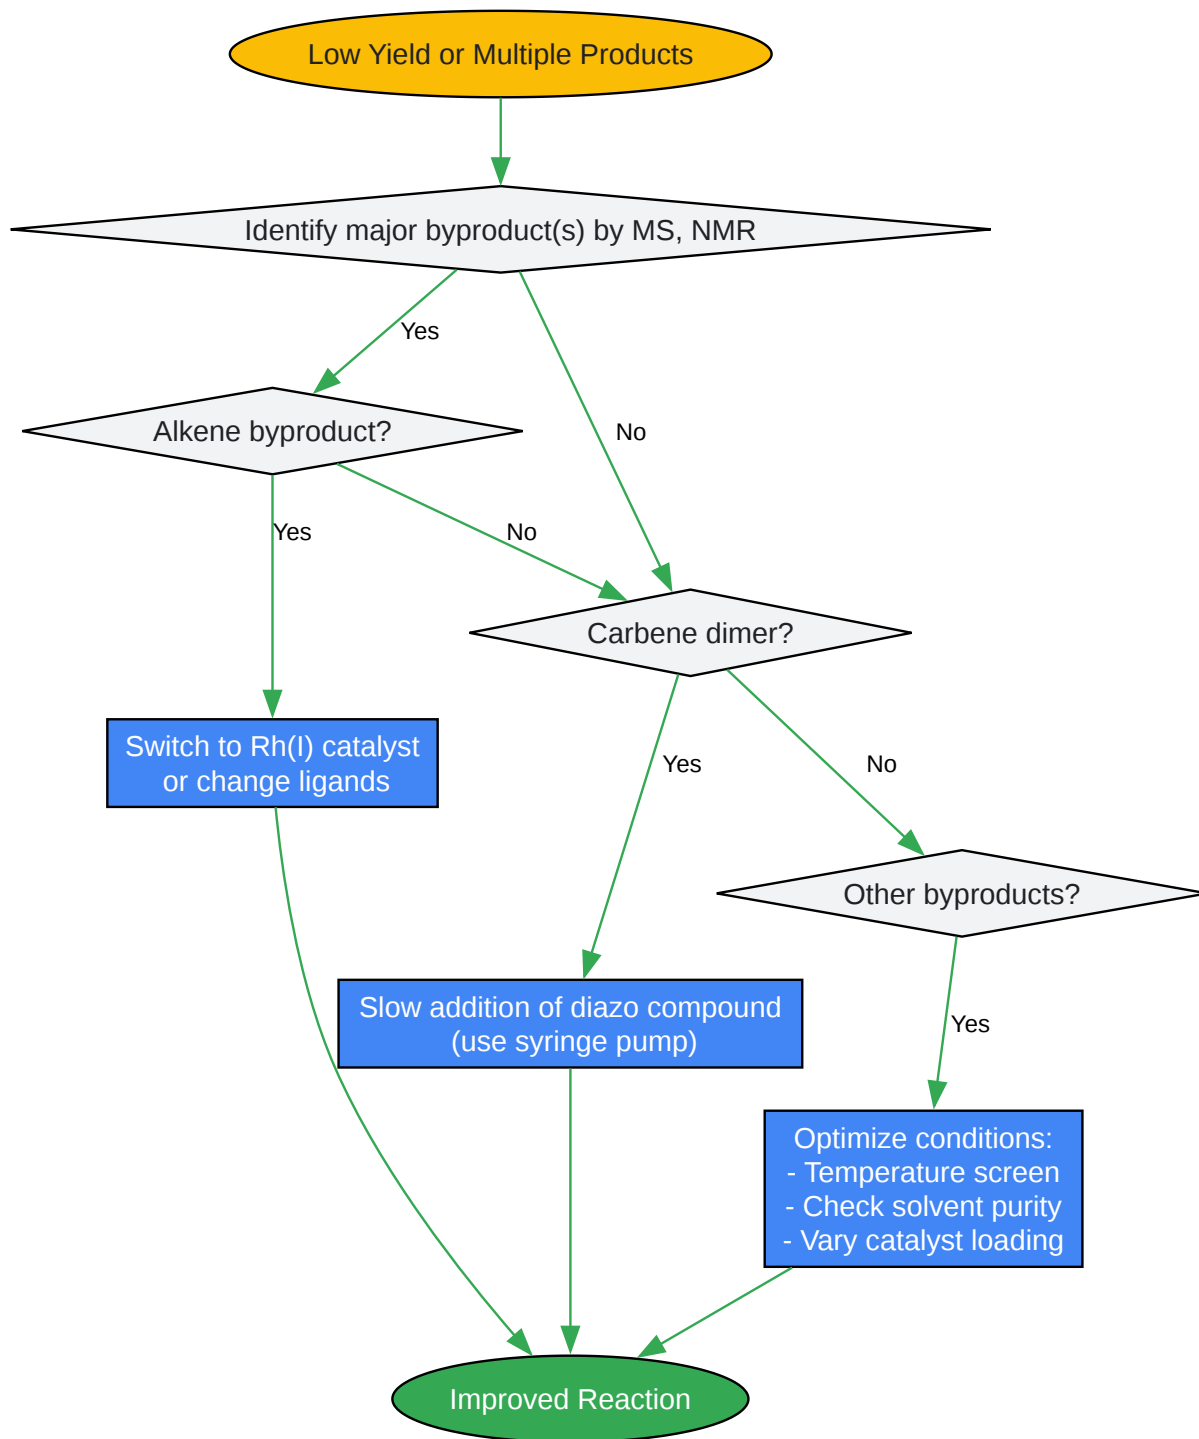 Low Yield or Multiple Products
Identify major byproduct(s) by MS, NMR
Yes
Alkene byproduct?
No
Yes
No
Carbene dimer?
Switch to Rh(I) catalyst
or change ligands
Yes
No
Other byproducts?
Slow addition of diazo compound
(use syringe pump)
Yes
Optimize conditions:
- Temperature screen
- Check solvent purity
- Vary catalyst loading
Improved Reaction